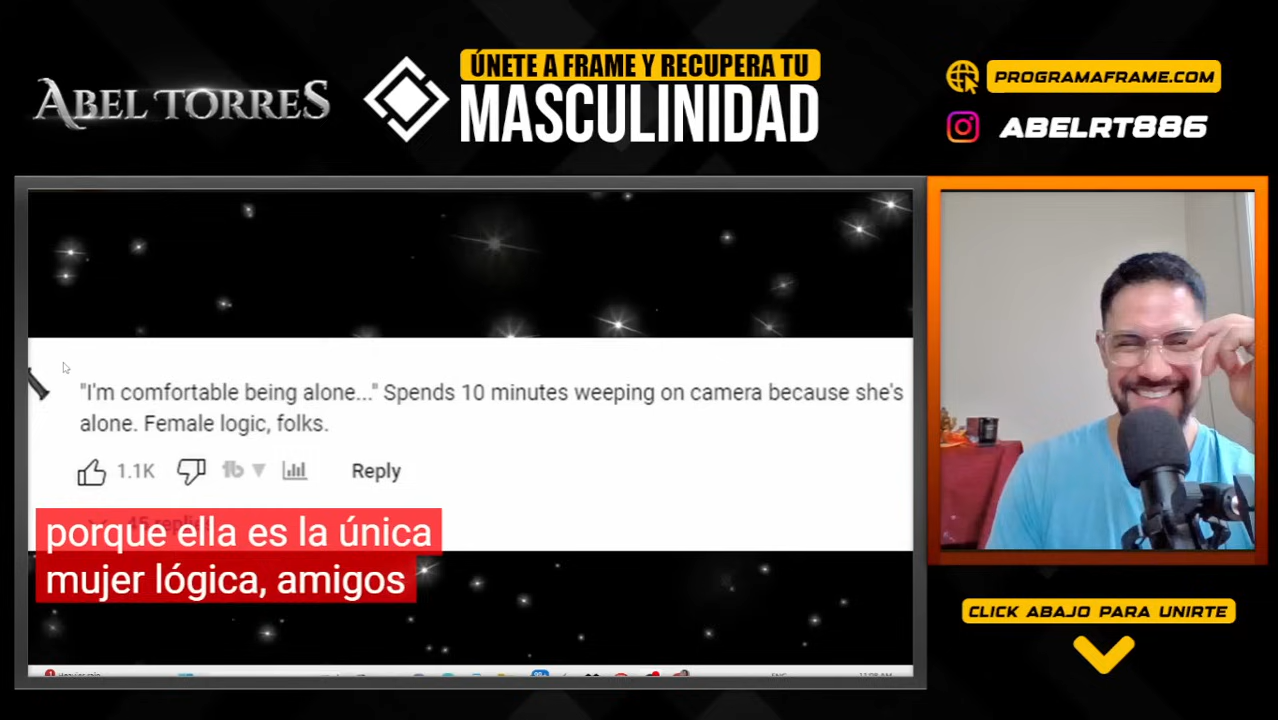 ABEL TORRES
ÚNETE A FRAME Y RECUPERA TU
MASCULINIDAD
PROGRAMAFRAME.COM
ABELRT886
"I'm comfortable being alone..." Spends 10 minutes weeping on camera because she's
alone. Female logic, folks.
1.1K
Reply
porque ella es la única
mujer lógica, amigos
CLICK ABAJO PARA UNIRTE